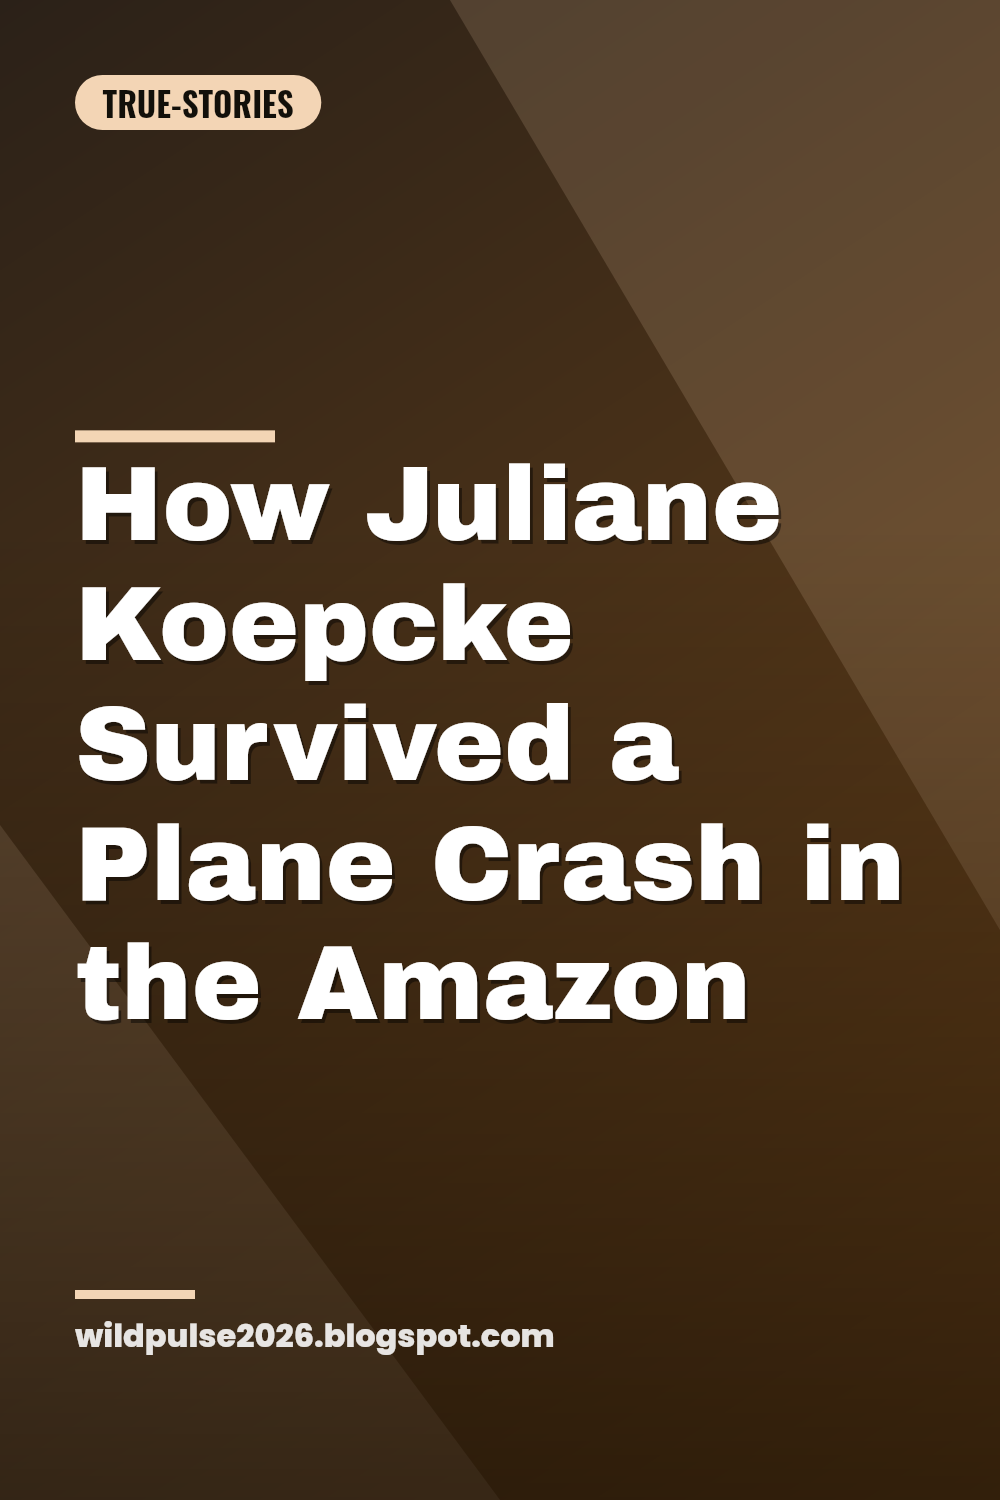 TRUE-STORIES
How Juliane
Koepcke
Survived a
Plane Crash in
the Amazon
wildpulse2026.blogspot.com